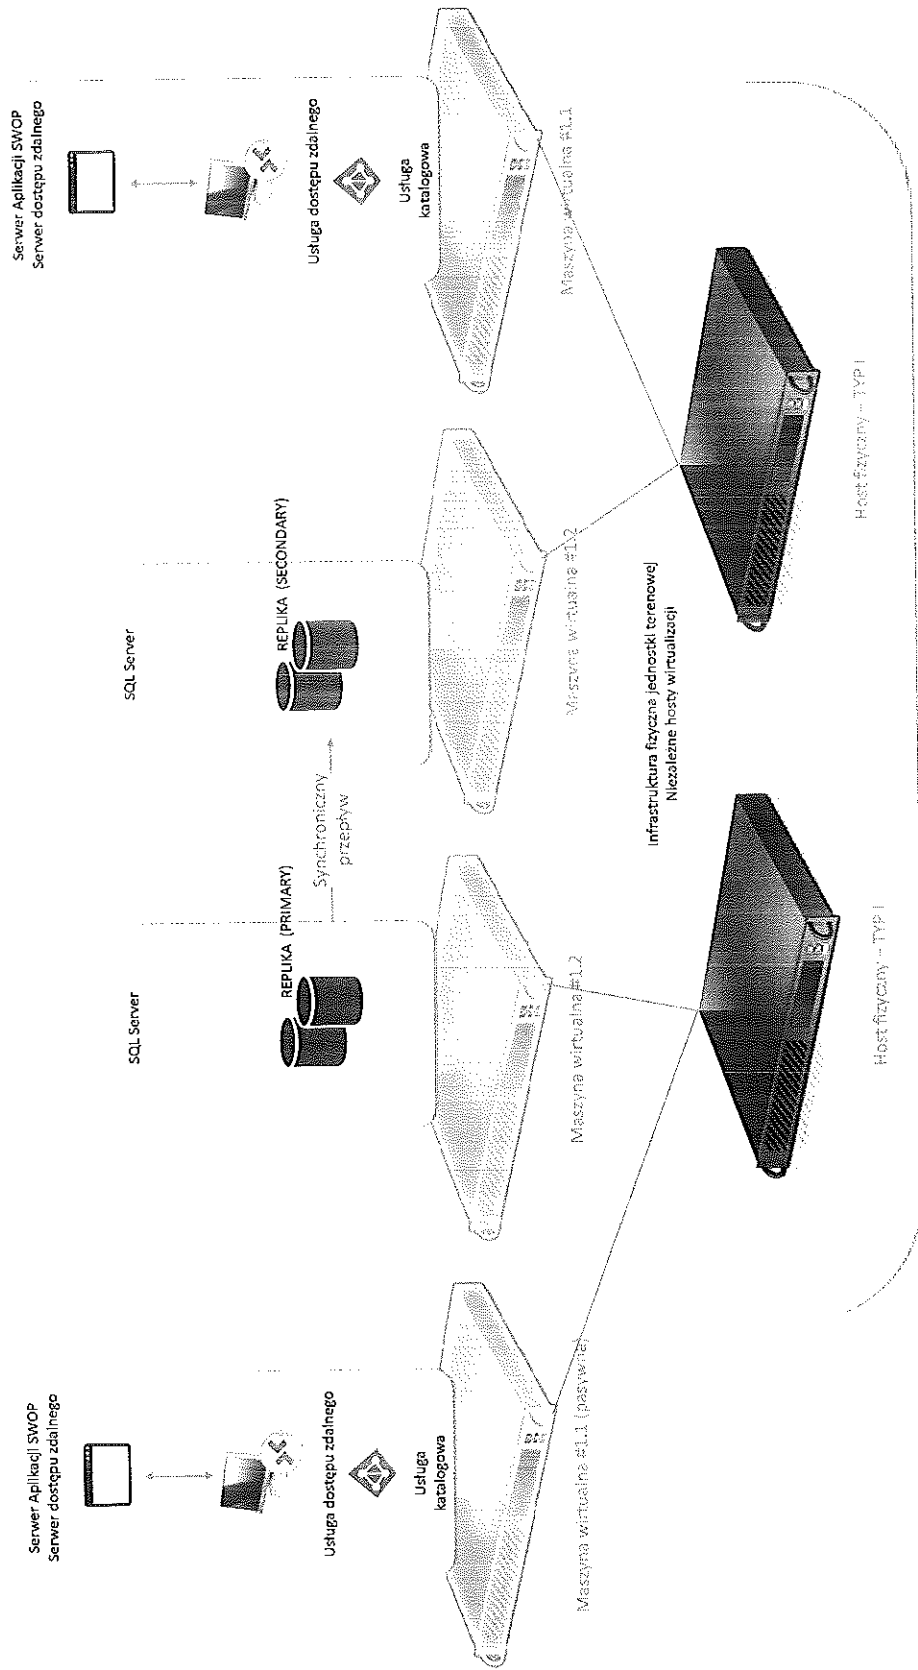 Serwer Aplikacji SWOP
Serwer dostępu zdalnego
Usługa dostępu zdalnego
Usługa
katalogowa
Maszyna wirtualna #1.1 (pasywna)
SQL Server
REPLIKA (PRIMARY)
Maszyna wirtualna #1.2
Synchroniczny
przepływ
SQL Server
REPLIKA (SECONDARY)
Maszyna wirtualna #1.2
Serwer Aplikacji SWOP
Serwer dostępu zdalnego
Usługa dostępu zdalnego
Usługa
katalogowa
Maszyna wirtualna #1.1
Infrastruktura fizyczna jednostki terenowej
Niezależne hosty wirtualizacji
Host fizyczny – TYP I
Host fizyczny – TYP I